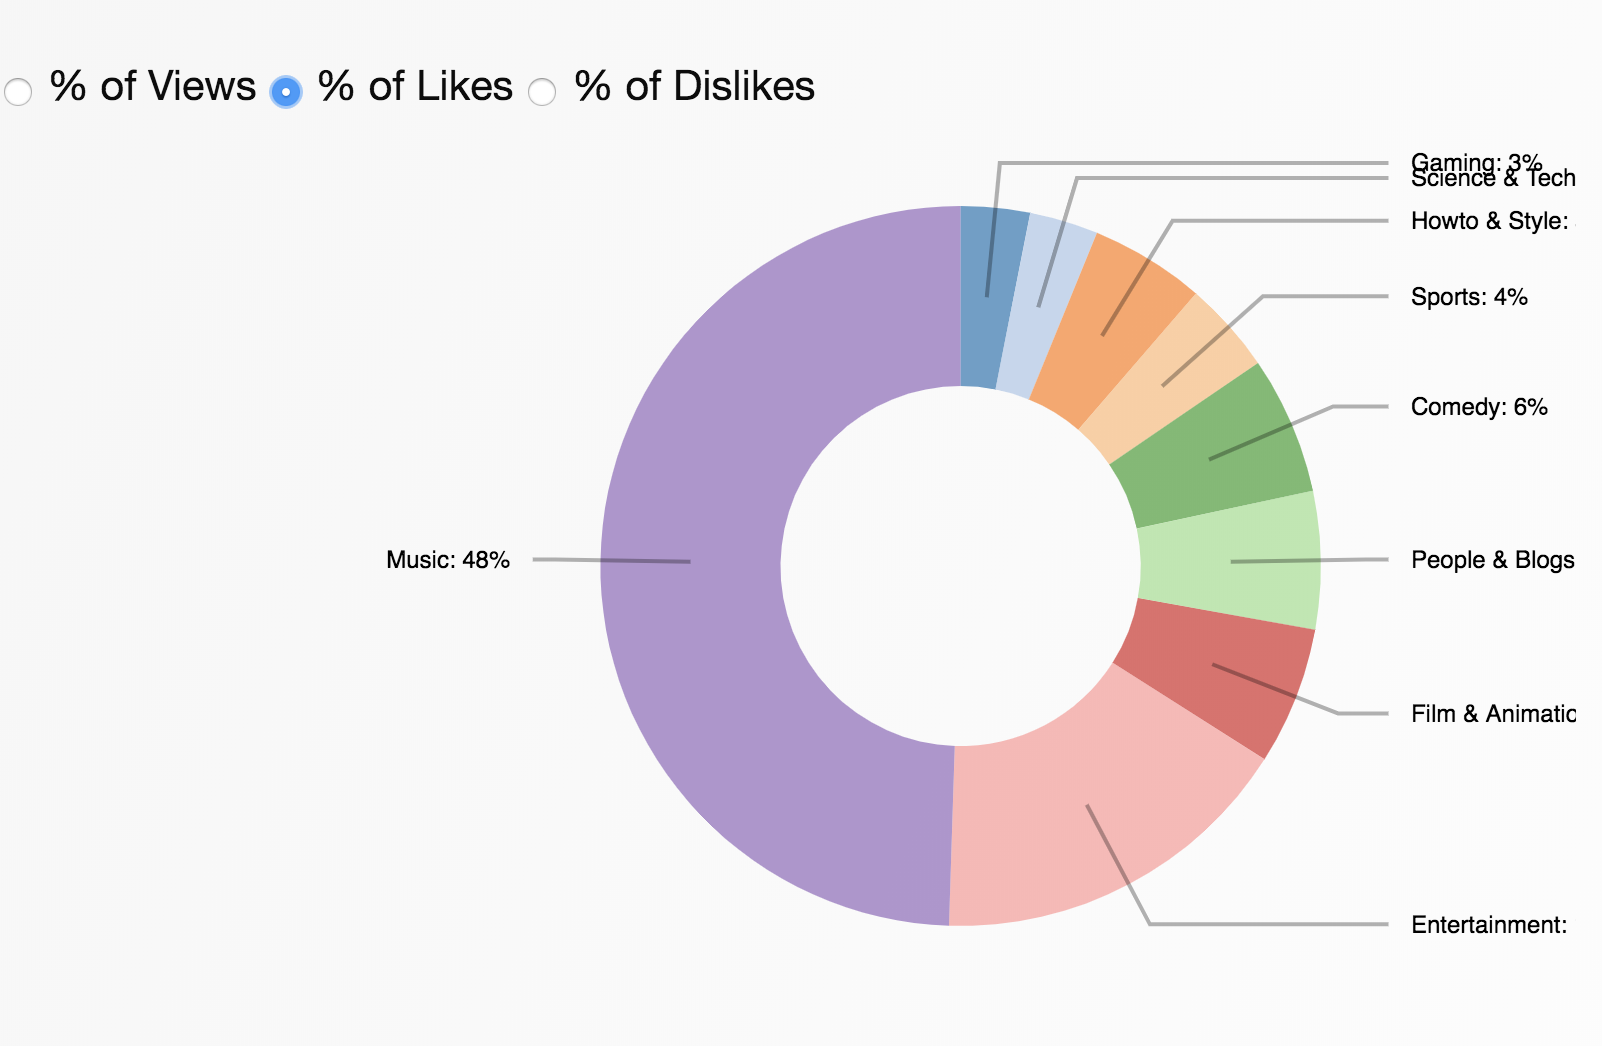 % of Views % of Likes % of Dislikes
Gaming: 3%
Science & Tech
Howto & Style:
Sports: 4%
Comedy: 6%
Music: 48%
People & Blogs
Film & Animatio
Entertainment: